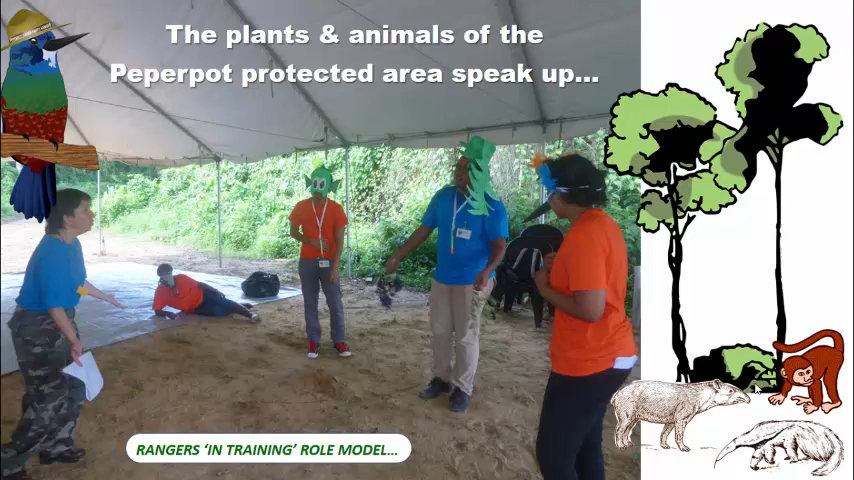 The plants & animals of the
Peperpot protected area speak up...
RANGERS 'IN TRAINING' ROLE MODEL...